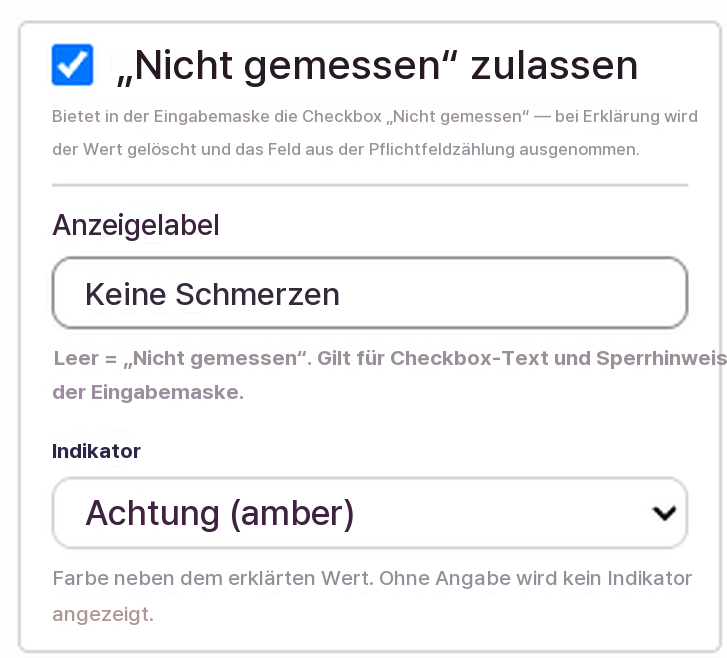 „Nicht gemessen“ zulassen
Bietet in der Eingabemaske die Checkbox „Nicht gemessen“ — bei Erklärung wird
der Wert gelöscht und das Feld aus der Pflichtfeldzählung ausgenommen.
Anzeigelabel
Keine Schmerzen
Leer = „Nicht gemessen“. Gilt für Checkbox-Text und Sperrhinweis
der Eingabemaske.
Indikator
Achtung (amber)
Farbe neben dem erklärten Wert. Ohne Angabe wird kein Indikator
angezeigt.